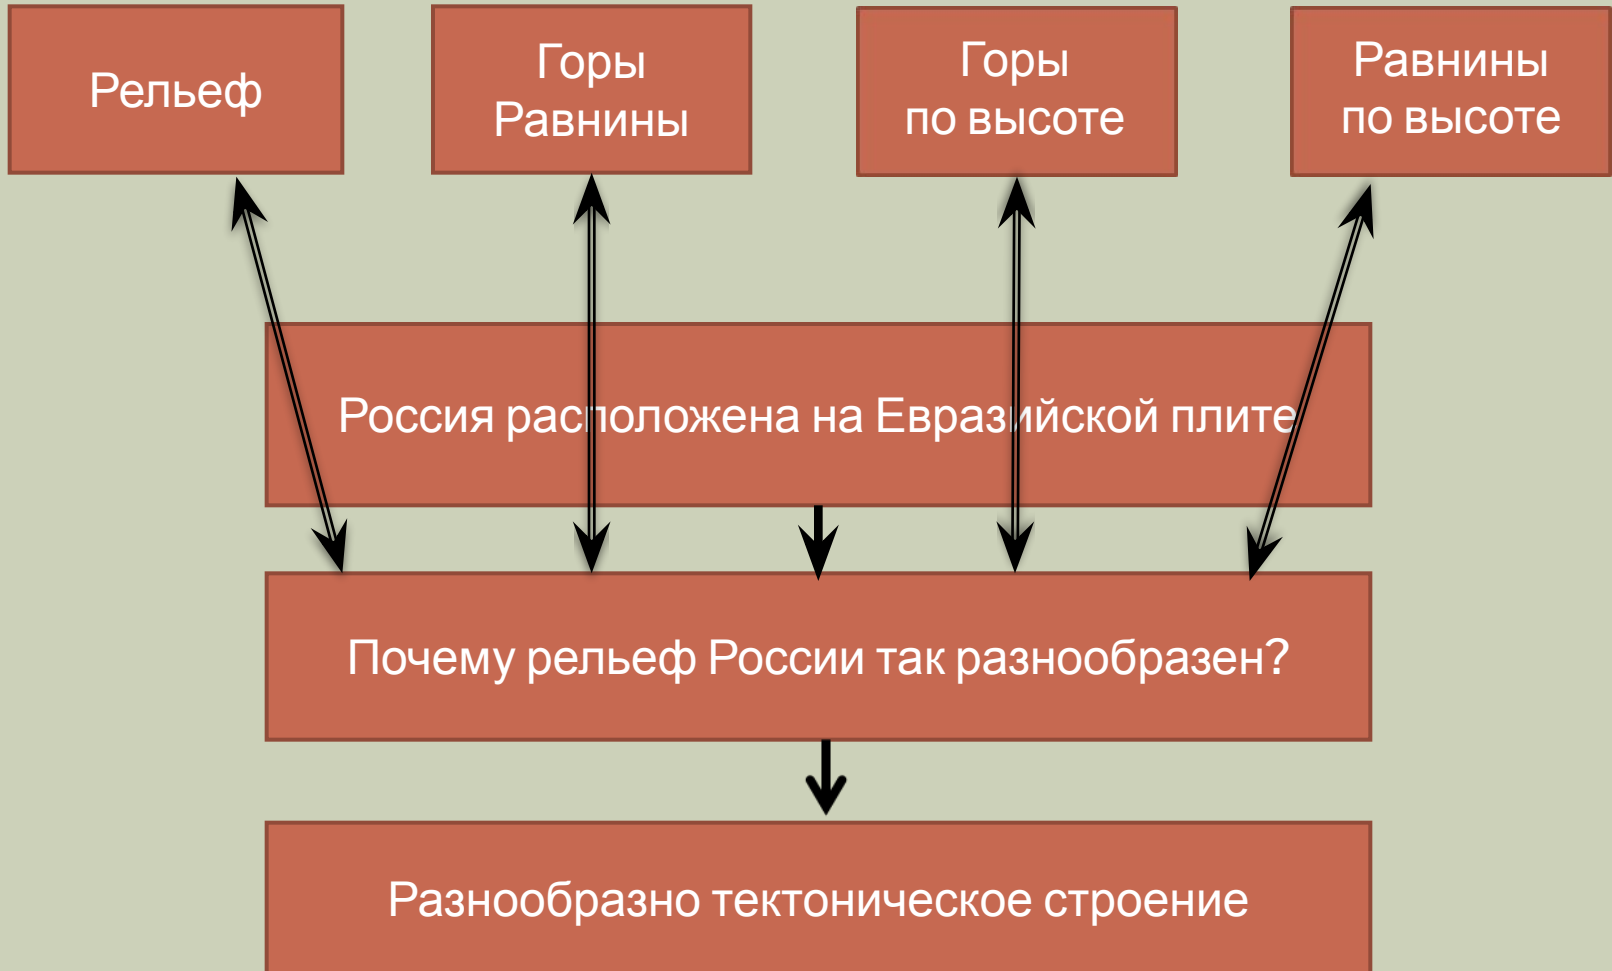 Рельеф
Горы
Равнины
Горы
по высоте
Равнины
по высоте
Россия расположена на Евразийской плите
Почему рельеф России так разнообразен?
Разнообразно тектоническое строение